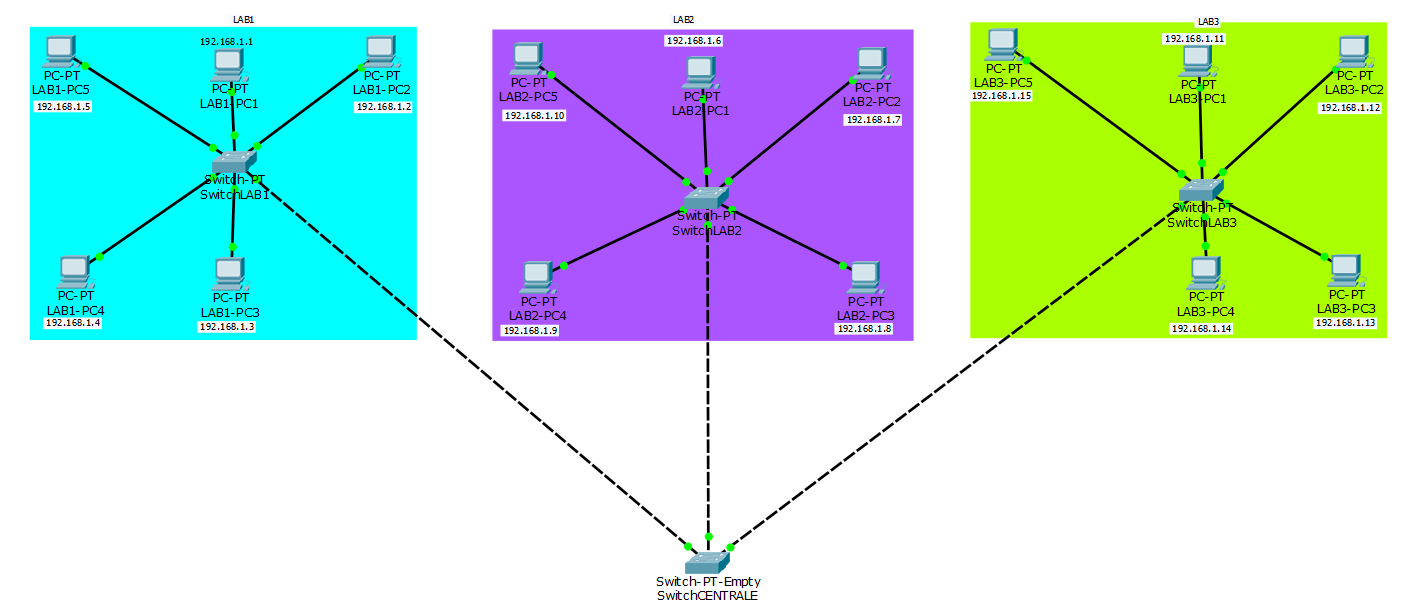 LAB1
192.168.1.1
PC-PT
LAB1-PC5
192.168.1.5
PC-PT
LAB1-PC1
PC-PT
LAB1-PC2
192.168.1.2
Switch-PT
SwitchLAB1
PC-PT
LAB1-PC4
192.168.1.4
PC-PT
LAB1-PC3
192.168.1.3
LAB2
192.168.1.6
PC-PT
LAB2-PC5
192.168.1.10
PC-PT
LAB2-PC1
PC-PT
LAB2-PC2
192.168.1.7
Switch-PT
SwitchLAB2
PC-PT
LAB2-PC4
192.168.1.9
PC-PT
LAB2-PC3
192.168.1.8
LAB3
192.168.1.11
PC-PT
LAB3-PC5
192.168.1.15
PC-PT
LAB3-PC1
PC-PT
LAB3-PC2
192.168.1.12
Switch-PT
SwitchLAB3
PC-PT
LAB3-PC4
192.168.1.14
PC-PT
LAB3-PC3
192.168.1.13
Switch-PT-Empty
SwitchCENTRALE